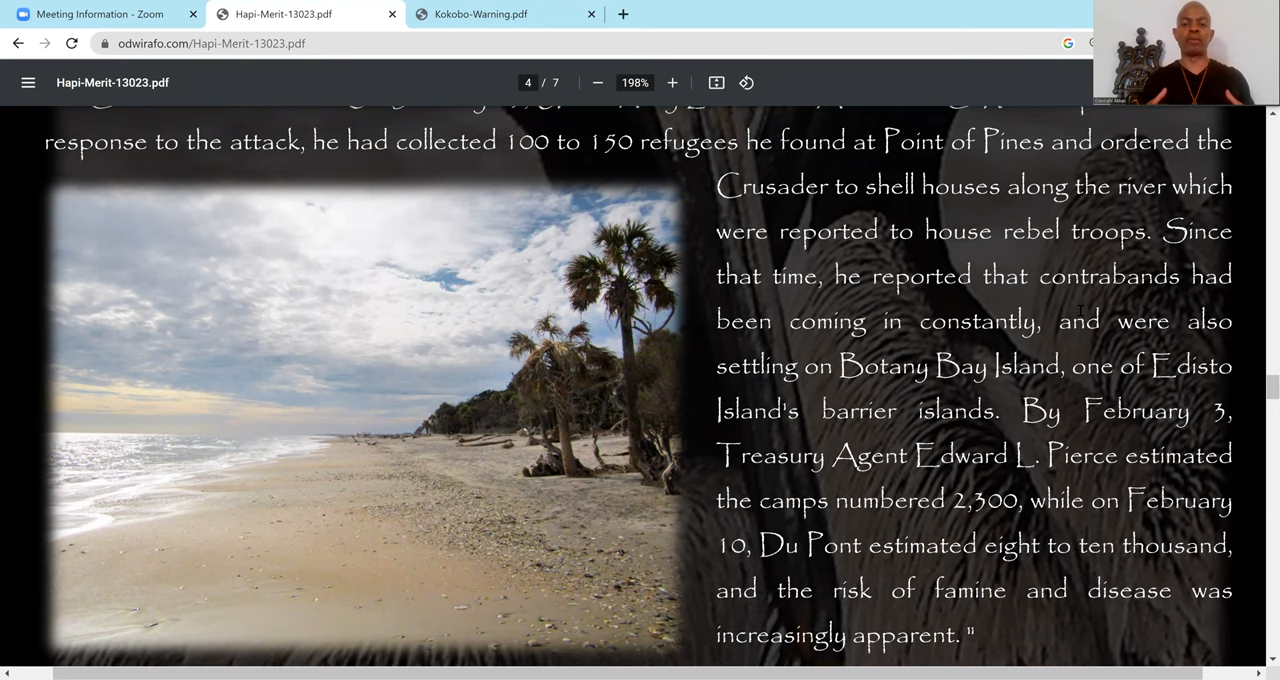 Meeting Information - Zoom
Hapi-Merit-13023.pdf
Kokobo-Warning.pdf
odwirafo.com/Hapi-Merit-13023.pdf
Hapi-Merit-13023.pdf
4 / 7
198%
response to the attack, he had collected 100 to 150 refugees he found at Point of Pines and ordered the
Crusader to shell houses along the river which
were reported to house rebel troops. Since
that time, he reported that contrabands had
been coming in constantly, and were also
settling on Botany Bay Island, one of Edisto
Island's barrier islands. By February 3,
Treasury Agent Edward L. Pierce estimated
the camps numbered 2,300, while on February
10, Du Pont estimated eight to ten thousand,
and the risk of famine and disease was
increasingly apparent. "